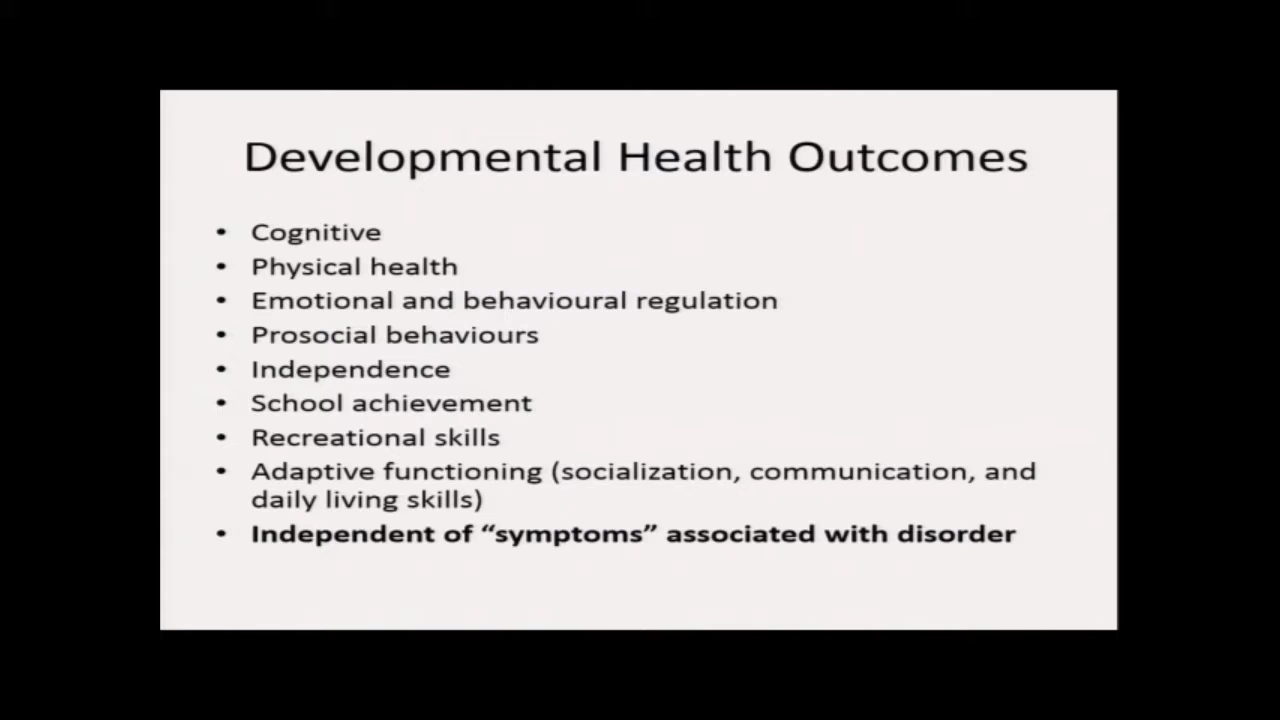 Developmental Health Outcomes
• Cognitive
• Physical health
• Emotional and behavioural regulation
• Prosocial behaviours
• Independence
• School achievement
• Recreational skills
• Adaptive functioning (socialization, communication, and
daily living skills)
• Independent of “symptoms” associated with disorder